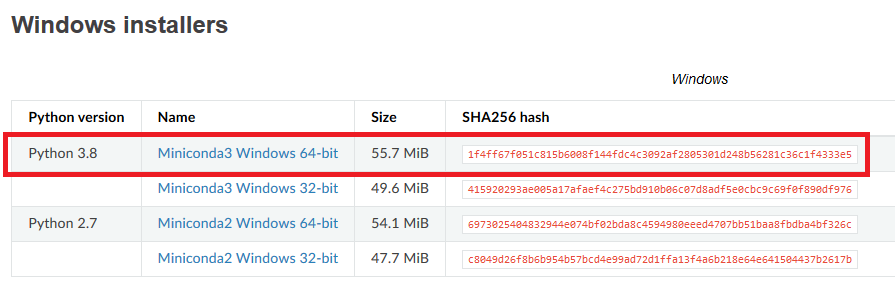 Windows installers
Windows
Python version Name Size SHA256 hash
Python 3.8 Miniconda3 Windows 64-bit 55.7 MiB 1f4ff67f051c815b6008f144fdc4c3092af2805301d248b56281c36c1f4333e5
Miniconda3 Windows 32-bit 49.6 MiB 415920293ae005a17afaef4c275bd910b06c07d8adf5e0cbc9c69f0f890df976
Python 2.7 Miniconda2 Windows 64-bit 54.1 MiB 6973025404832944e074bf02bda8c4594980eeed4707bb51baa8fbdba4bf326c
Miniconda2 Windows 32-bit 47.7 MiB c8049d26f8b6b954b57bcd4e99ad72d1ffa13f4a6b218e64e641504437b2617b